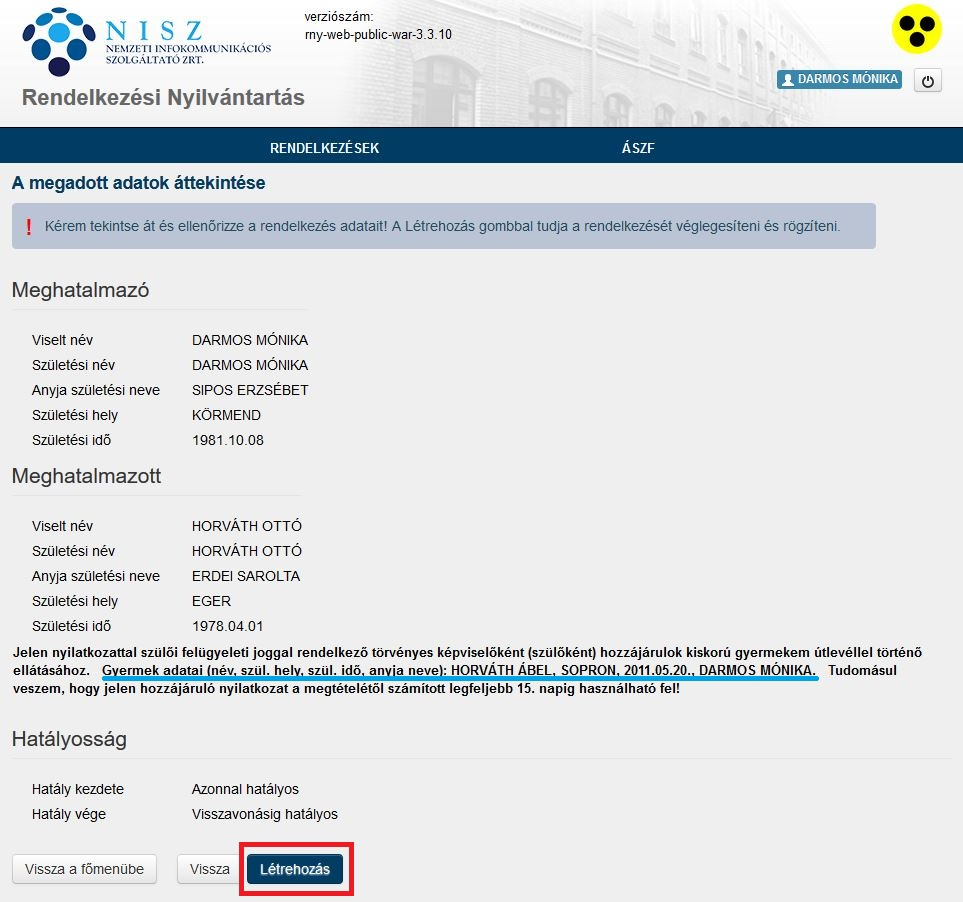 NISZ
NEMZETI INFOKOMMUNIKÁCIÓS
SZOLGÁLTATÓ ZRT.
verziószám:
rny-web-public-war-3.3.10
DARMOS MÓNIKA
Rendelkezési Nyilvántartás
RENDELKEZÉSEK ÁSZF
A megadott adatok áttekintése
! Kérem tekintse át és ellenőrizze a rendelkezés adatait! A Létrehozás gombbal tudja a rendelkezését véglegesíteni és rögzíteni.
Meghatalmazó
Viselt név DARMOS MÓNIKA
Születési név DARMOS MÓNIKA
Anyja születési neve SIPOS ERZSÉBET
Születési hely KÖRMEND
Születési idő 1981.10.08
Meghatalmazott
Viselt név HORVÁTH OTTÓ
Születési név HORVÁTH OTTÓ
Anyja születési neve ERDEI SAROLTA
Születési hely EGER
Születési idő 1978.04.01
Jelen nyilatkozattal szülői felügyeleti joggal rendelkező törvényes képviselőként (szülőként) hozzájárulok kiskorú gyermekem útlevéllel történő
ellátásához. Gyermek adatai (név, szül. hely, szül. idő, anyja neve): HORVÁTH ÁBEL, SOPRON, 2011.05.20., DARMOS MÓNIKA. Tudomásul
veszem, hogy jelen hozzájáruló nyilatkozat a megtételétől számított legfeljebb 15. napig használható fel!
Hatályosság
Hatály kezdete Azonnal hatályos
Hatály vége Visszavonásig hatályos
Vissza a főmenübe Vissza Létrehozás